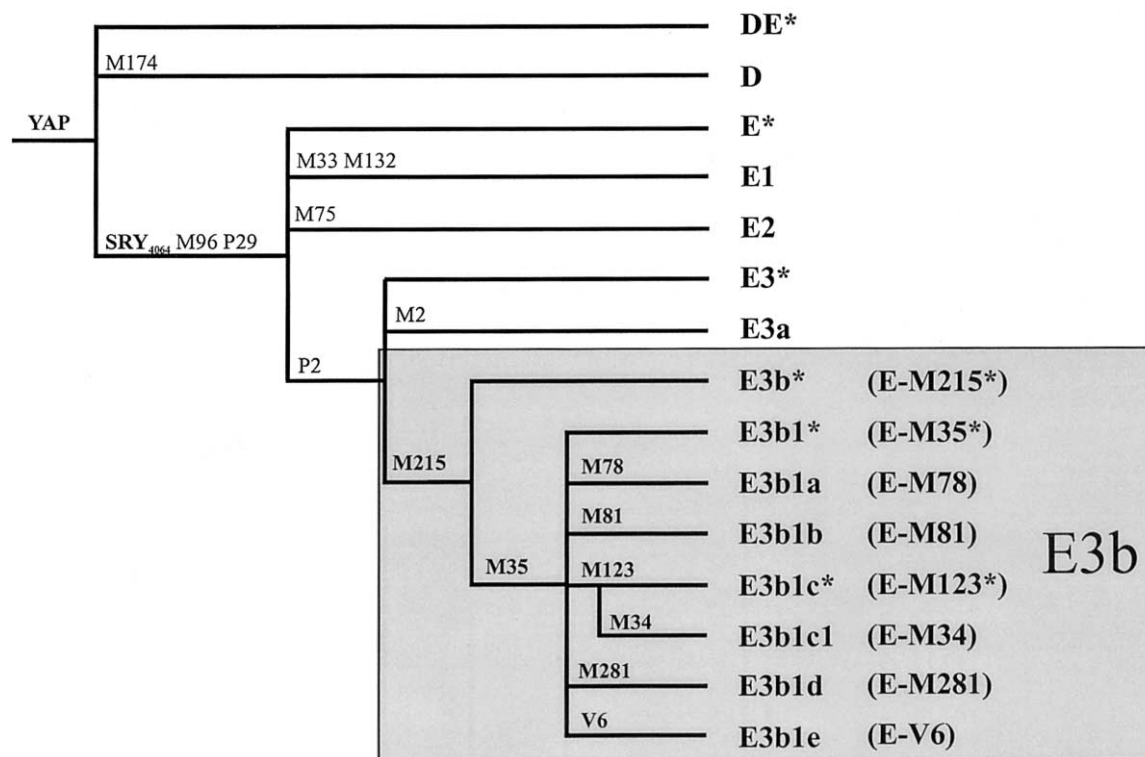 DE*
M174
D
YAP
E*
M33 M132
E1
M75
E2
SRY4064 M96 P29
E3*
M2
E3a
P2
E3b* (E-M215*)
E3b1* (E-M35*)
M215
M78
E3b1a (E-M78)
M81
E3b1b (E-M81)
E3b
M35
M123
E3b1c* (E-M123*)
M34
E3b1c1 (E-M34)
M281
E3b1d (E-M281)
V6
E3b1e (E-V6)